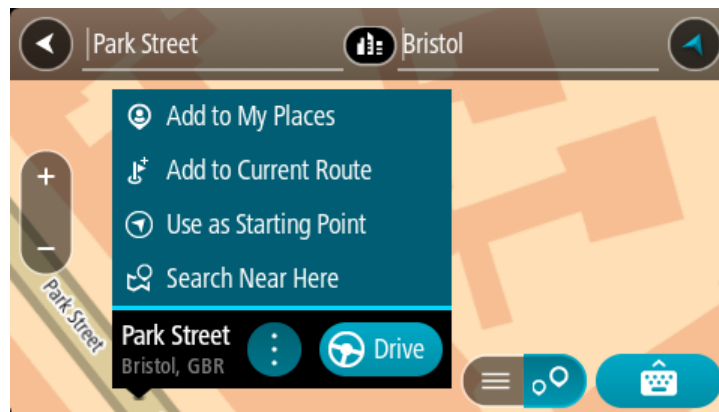 Park Street
Bristol
Add to My Places
Add to Current Route
Use as Starting Point
Search Near Here
Park Street
Park Street
Bristol, GBR
Drive